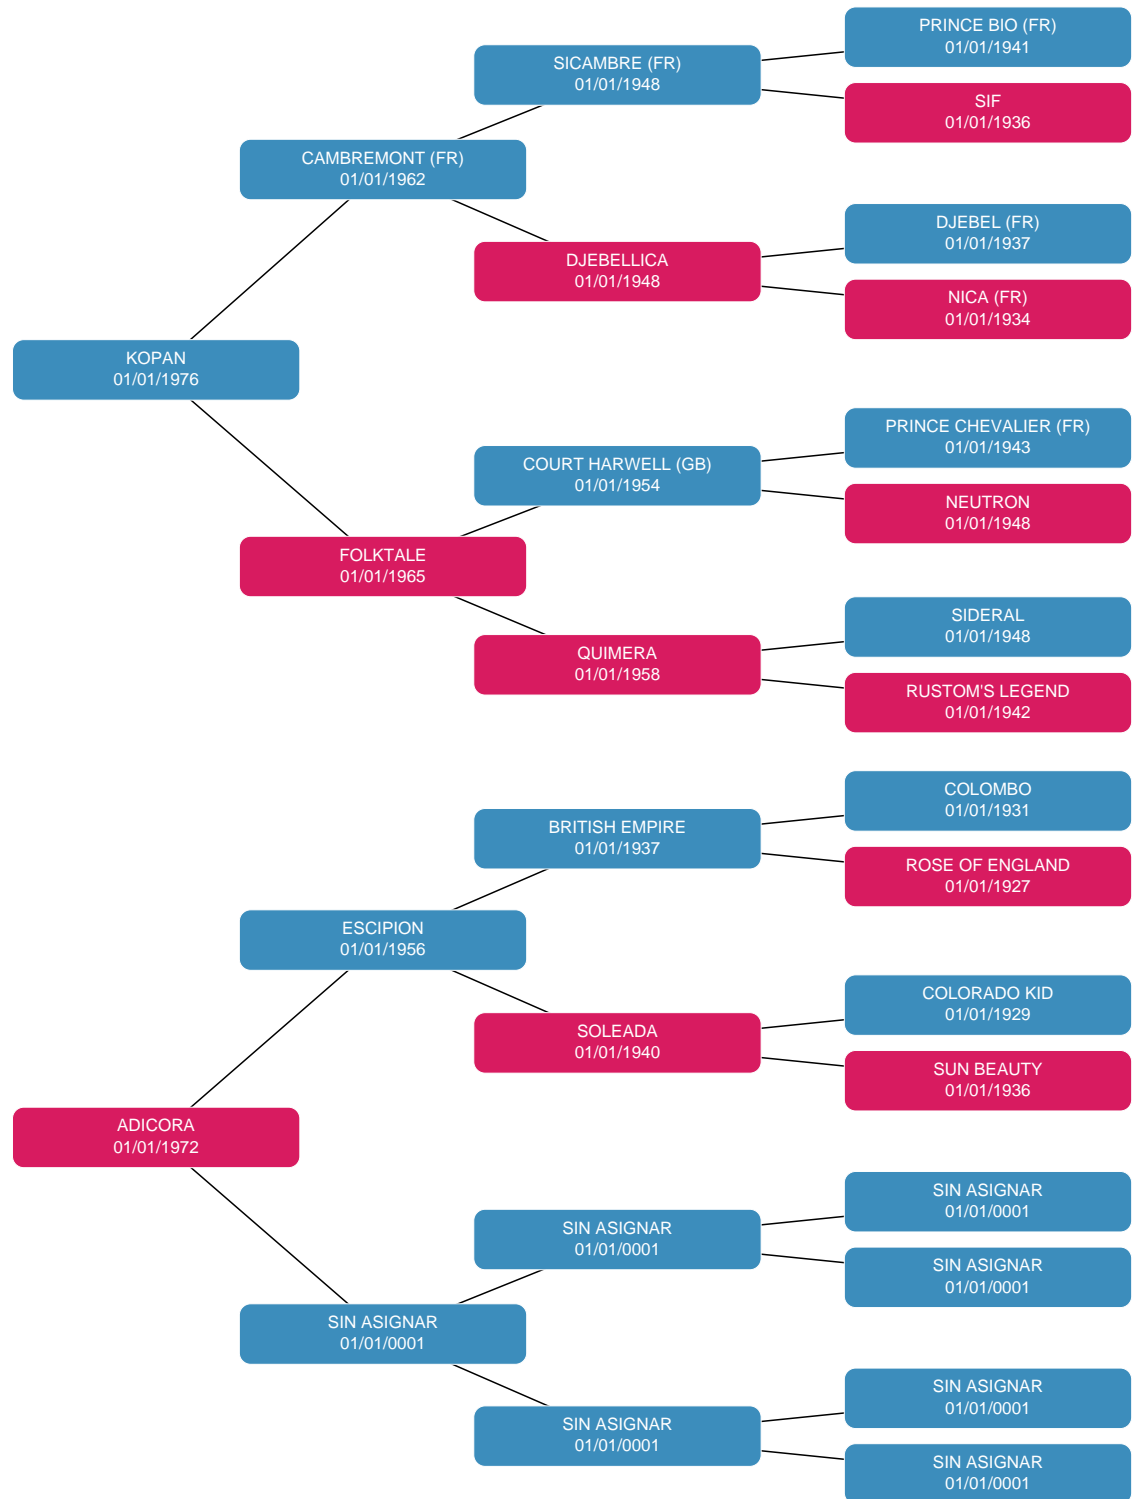 PRINCE BIO (FR)
01/01/1941
SICAMBRE (FR)
01/01/1948
SIF
01/01/1936
CAMBREMONT (FR)
01/01/1962
DJEBEL (FR)
01/01/1937
DJEBELLICA
01/01/1948
NICA (FR)
01/01/1934
KOPAN
01/01/1976
PRINCE CHEVALIER (FR)
01/01/1943
COURT HARWELL (GB)
01/01/1954
NEUTRON
01/01/1948
FOLKTALE
01/01/1965
SIDERAL
01/01/1948
QUIMERA
01/01/1958
RUSTOM'S LEGEND
01/01/1942
COLOMBO
01/01/1931
BRITISH EMPIRE
01/01/1937
ROSE OF ENGLAND
01/01/1927
ESCIPION
01/01/1956
COLORADO KID
01/01/1929
SOLEADA
01/01/1940
SUN BEAUTY
01/01/1936
ADICORA
01/01/1972
SIN ASIGNAR
01/01/0001
SIN ASIGNAR
01/01/0001
SIN ASIGNAR
01/01/0001
SIN ASIGNAR
01/01/0001
SIN ASIGNAR
01/01/0001
SIN ASIGNAR
01/01/0001
SIN ASIGNAR
01/01/0001